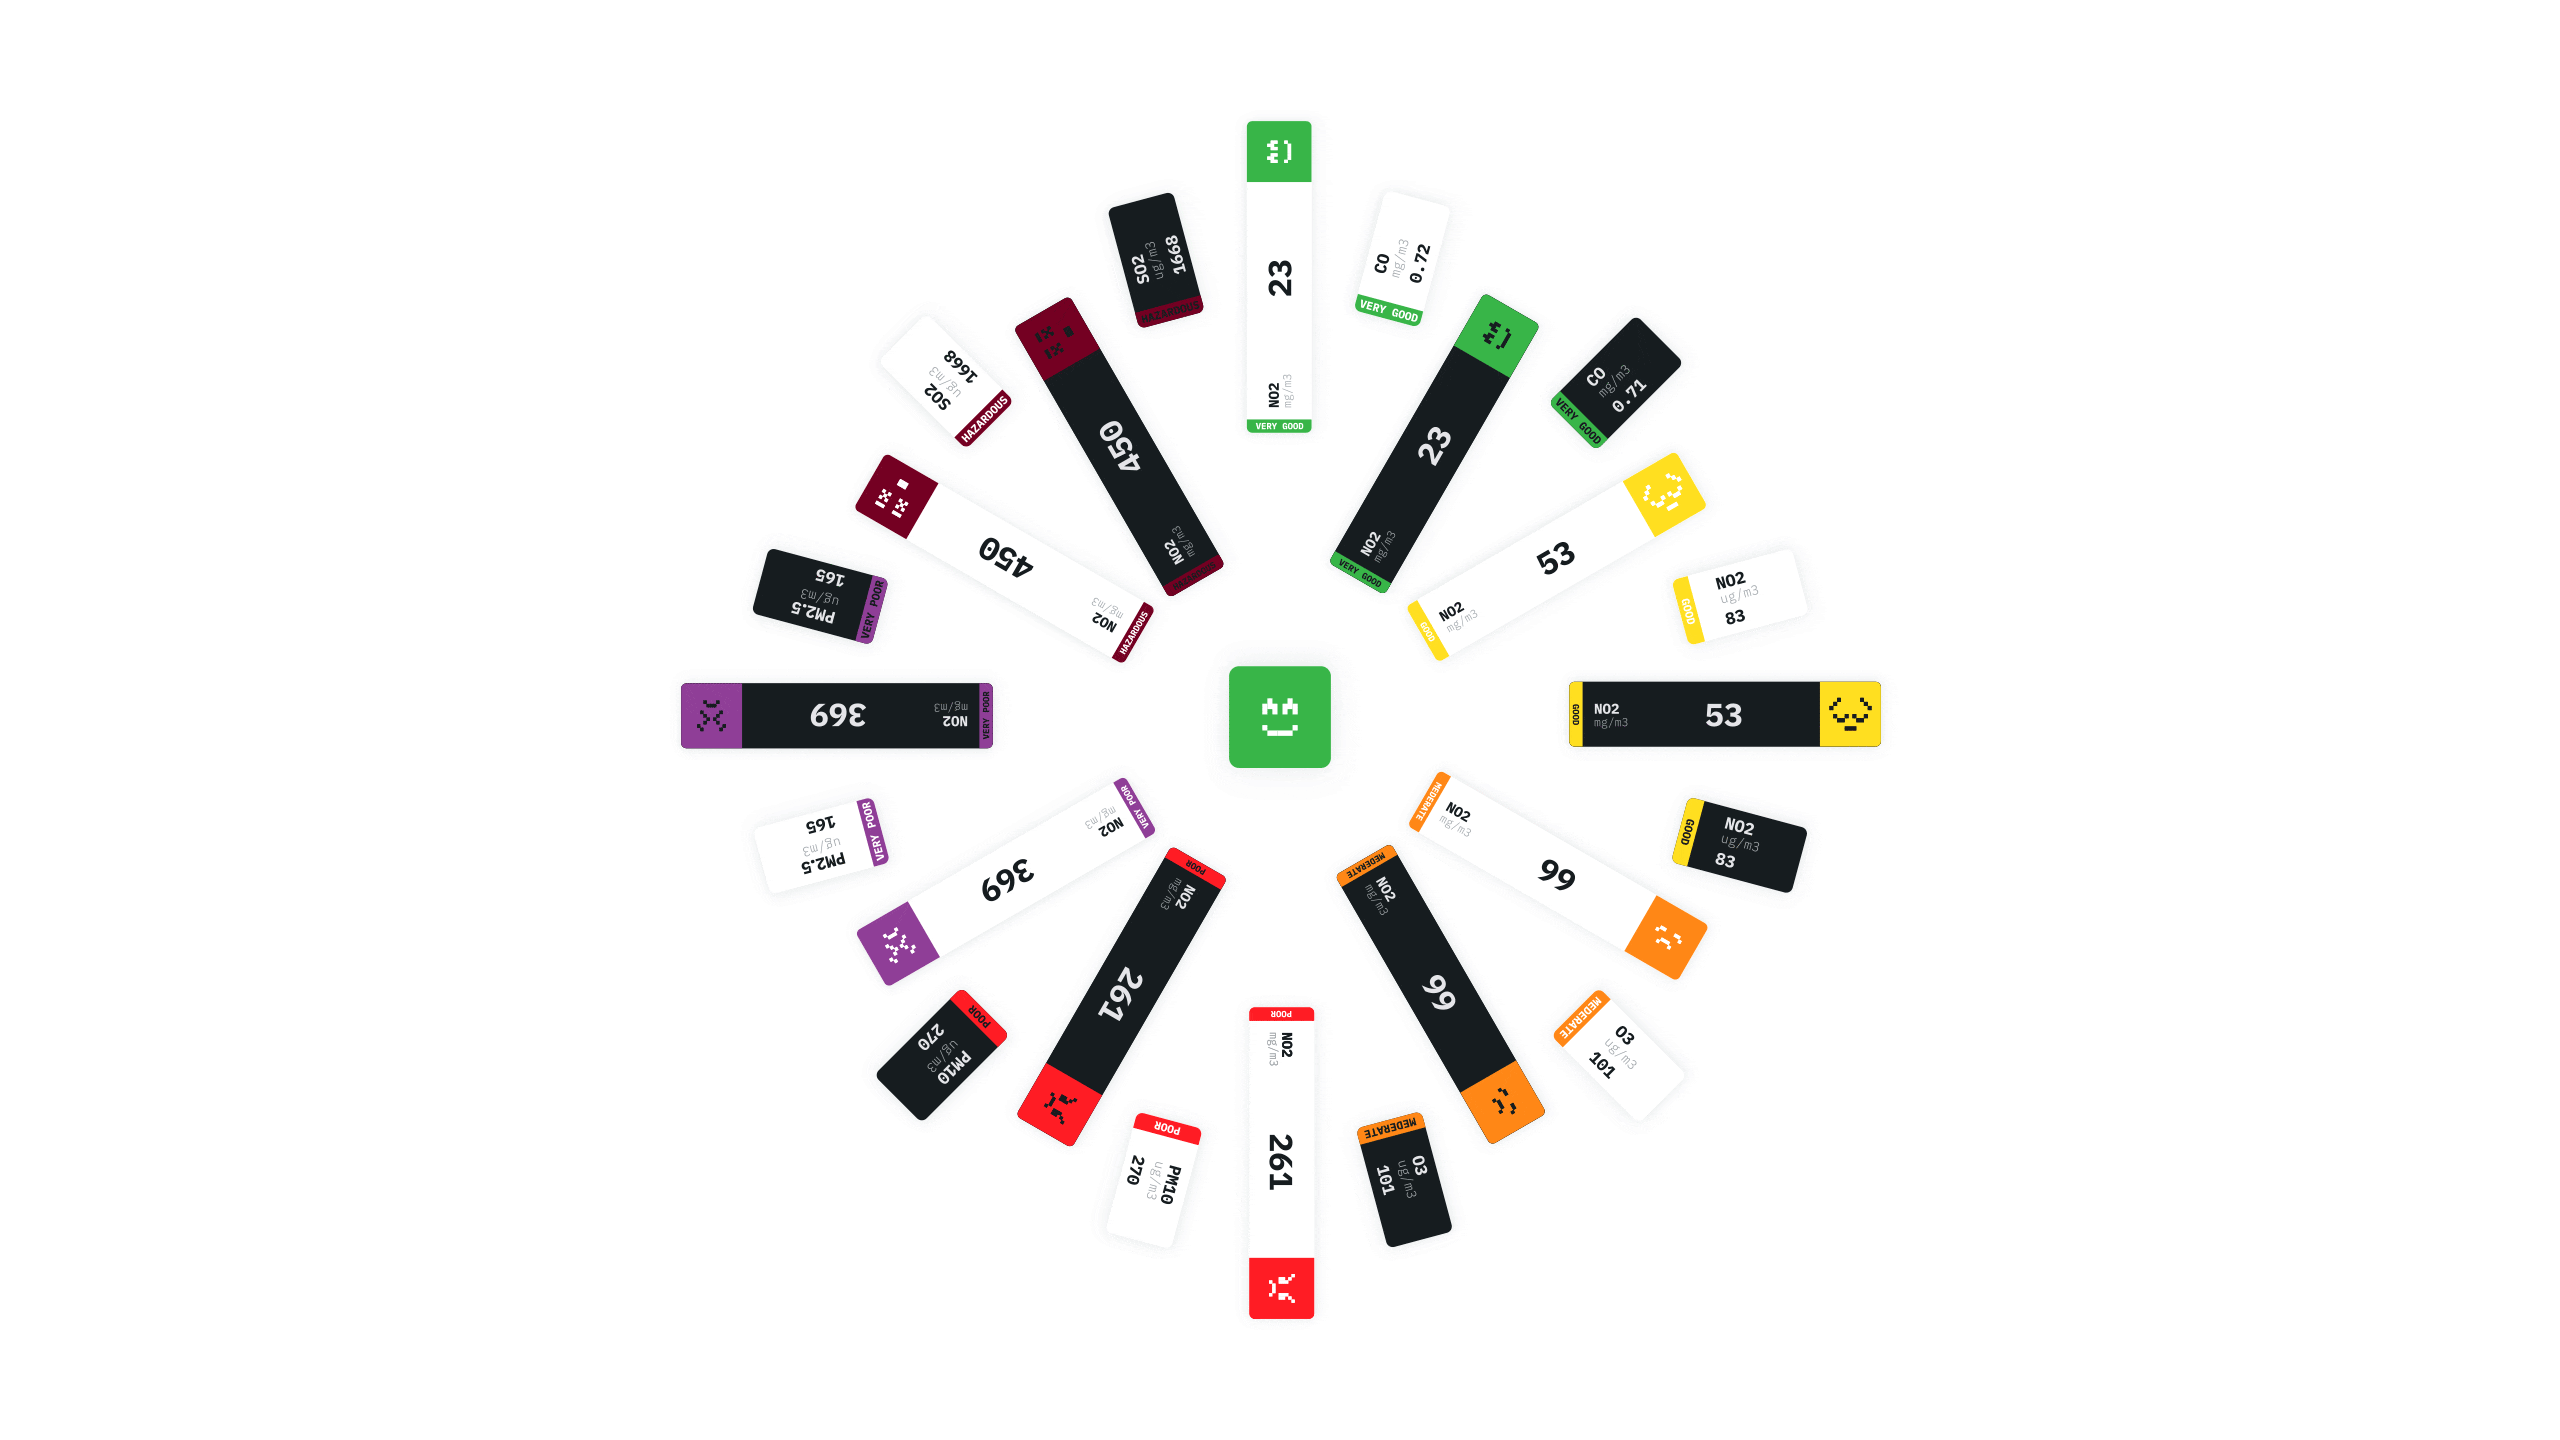 23
NO2
mg/m3
VERY GOOD
CO
mg/m3
0.72
VERY GOOD
23
NO2
mg/m3
VERY GOOD
CO
mg/m3
0.71
VERY GOOD
53
NO2
mg/m3
GOOD
NO2
ug/m3
83
GOOD
53
NO2
mg/m3
GOOD
NO2
ug/m3
83
GOOD
99
NO2
mg/m3
MEDERATE
O3
ug/m3
101
MEDERATE
99
NO2
mg/m3
MEDERATE
O3
ug/m3
101
MEDERATE
261
NO2
mg/m3
POOR
PM10
ug/m3
270
POOR
261
NO2
mg/m3
POOR
PM10
ug/m3
270
POOR
369
NO2
mg/m3
VERY POOR
PM2.5
ug/m3
165
VERY POOR
369
NO2
mg/m3
VERY POOR
PM2.5
ug/m3
165
VERY POOR
450
NO2
mg/m3
HAZARDOUS
SO2
ug/m3
1668
HAZARDOUS
450
NO2
mg/m3
HAZARDOUS
SO2
ug/m3
1668
HAZARDOUS